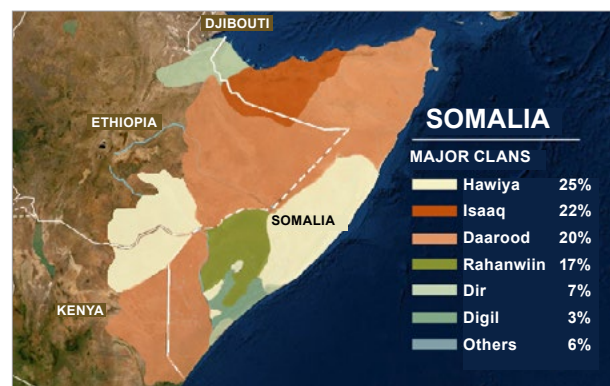 DJIBOUTI
ETHIOPIA
SOMALIA
KENYA
SOMALIA
MAJOR CLANS
Hawiya 25%
Isaaq 22%
Daarood 20%
Rahanwiin 17%
Dir 7%
Digil 3%
Others 6%